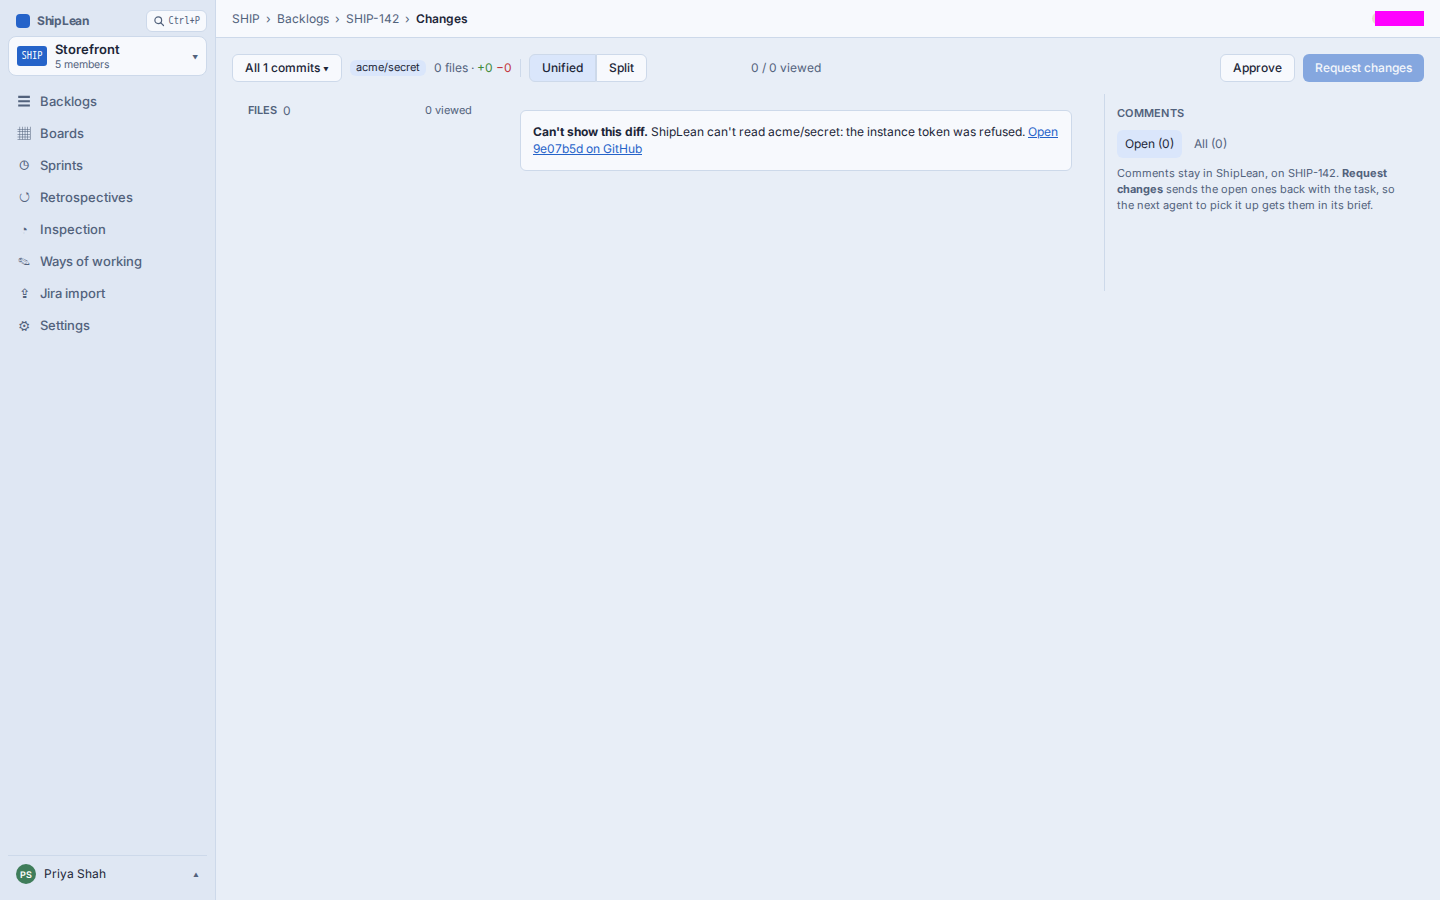 ShipLean
Ctrl+P
SHIP
Storefront
5 members
Backlogs
Boards
Sprints
Retrospectives
Inspection
Ways of working
Jira import
Settings
PS
Priya Shah
SHIP › Backlogs › SHIP-142 › Changes
All 1 commits
acme/secret
0 files · +0 −0
Unified
Split
0 / 0 viewed
Approve
Request changes
FILES 0
0 viewed
Can't show this diff. ShipLean can't read acme/secret: the instance token was refused. Open
9e07b5d on GitHub
COMMENTS
Open (0)
All (0)
Comments stay in ShipLean, on SHIP-142. Request
changes sends the open ones back with the task, so
the next agent to pick it up gets them in its brief.